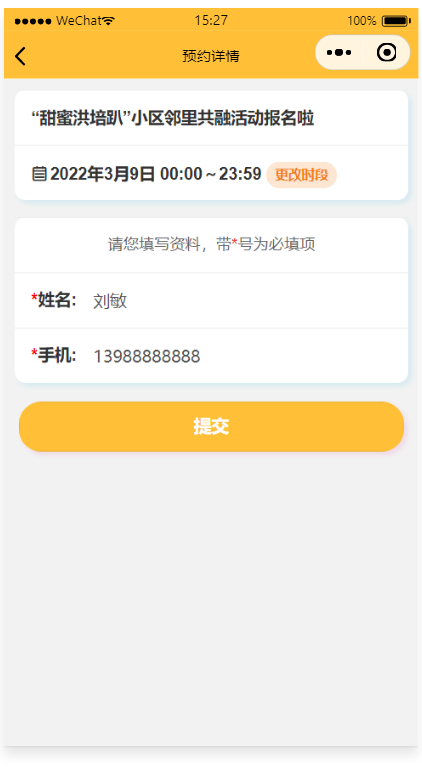 WeChat 15:27 100%
预约详情
“甜蜜洪培趴”小区邻里共融活动报名啦
2022年3月9日 00:00~23:59 更改时段
请您填写资料，带*号为必填项
*姓名: 刘敏
*手机: 13988888888
提交